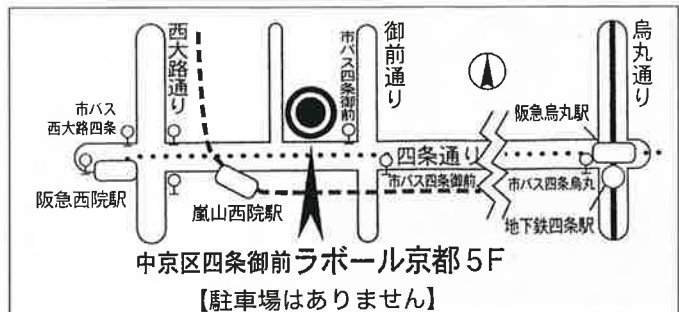 西大路通り
市バス四条御前
御前通り
烏丸通り
市バス
西大路四条
阪急烏丸駅
四条通り
阪急西院駅
嵐山西院駅
市バス四条御前
市バス四条烏丸
地下鉄四条駅
中京区四条御前ラボール京都5F
【駐車場はありません】